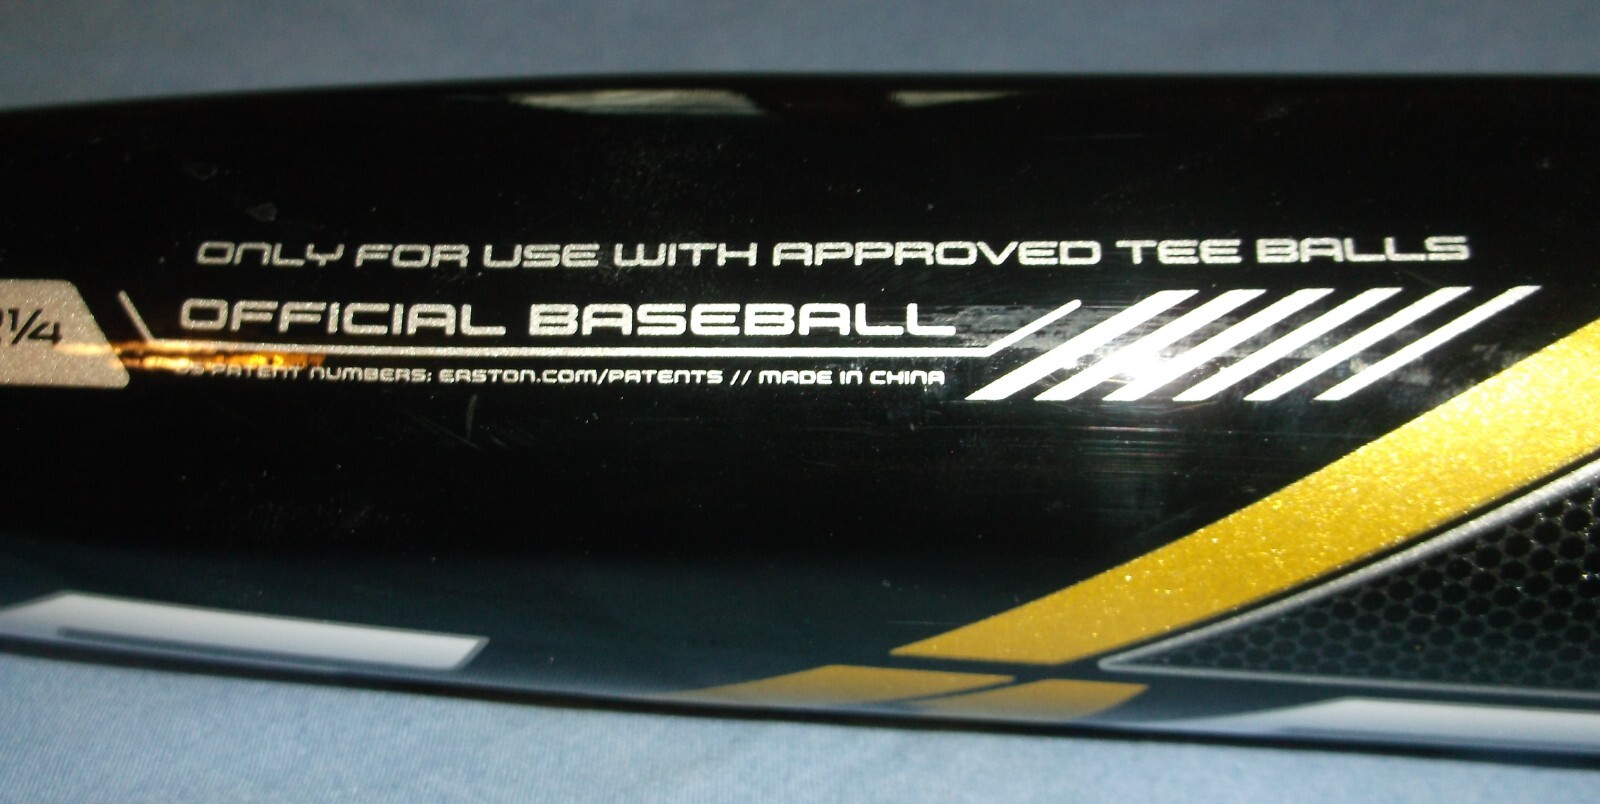 ONLY FOR USE WITH APPROVED TEE BALLS
OFFICIAL BASEBALL
1/4
PATENT NUMBERS: EASTON.COM/PATENTS // MADE IN CHINA